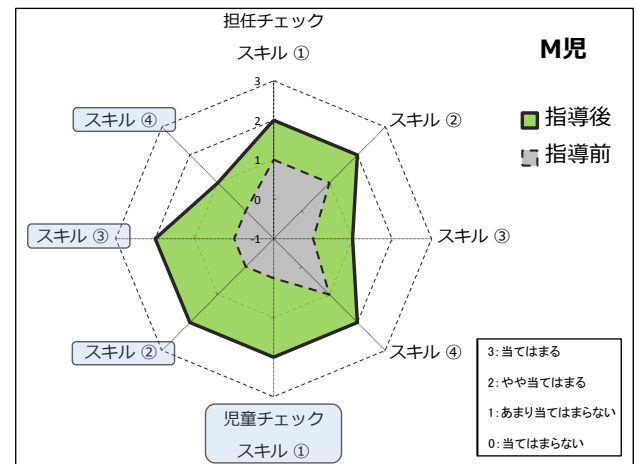 担任チェック
スキル ①
M児
指導後
指導前
3
2
1
0
-1
スキル ②
スキル ③
スキル ④
児童チェック
スキル ①
スキル ②
スキル ③
スキル ④
3：当てはまる
2：やや当てはまる
1：あまり当てはまらない
0：当てはまらない